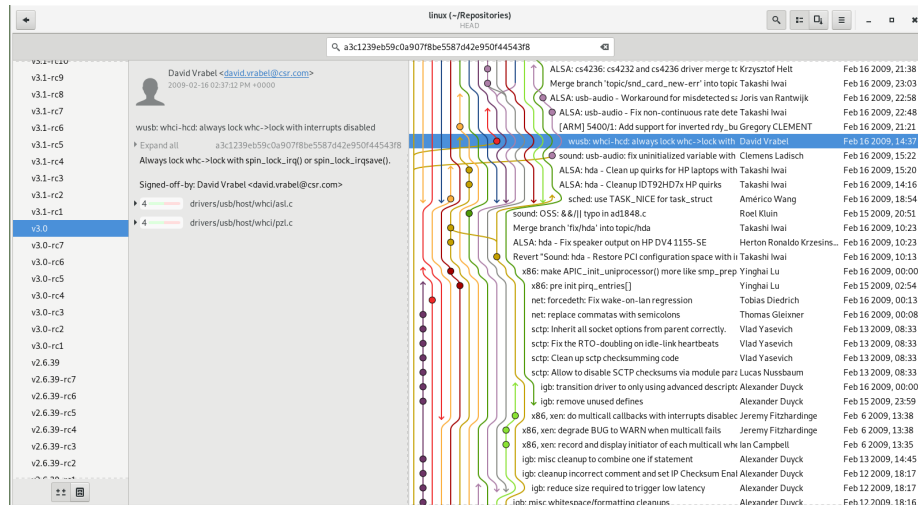 linux (~/Repositories)
HEAD
a3c1239eb59c0a907f8be5587d42e950f44543f8
v3.1-rc10
v3.1-rc9
v3.1-rc8
v3.1-rc7
v3.1-rc6
v3.1-rc5
v3.1-rc4
v3.1-rc3
v3.1-rc2
v3.1-rc1
v3.0
v3.0-rc7
v3.0-rc6
v3.0-rc5
v3.0-rc4
v3.0-rc3
v3.0-rc2
v3.0-rc1
v2.6.39
v2.6.39-rc7
v2.6.39-rc6
v2.6.39-rc5
v2.6.39-rc4
v2.6.39-rc3
v2.6.39-rc2
v2.6.39-rc1
David Vrabel <david.vrabel@csr.com>
2009-02-16 02:37:12 PM +0000
wusb: whci-hcd: always lock whc->lock with interrupts disabled
Expand all a3c1239eb59c0a907f8be5587d42e950f44543f8
Always lock whc->lock with spin_lock_irq() or spin_lock_irqsave().
Signed-off-by: David Vrabel <david.vrabel@csr.com>
4 drivers/usb/host/whci/asl.c
4 drivers/usb/host/whci/pzl.c
ALSA: cs4236: cs4232 and cs4236 driver merge to Krzysztof Helt Feb 16 2009, 21:38
Merge branch 'topic/snd_card_new-err' into topic Takashi Iwai Feb 16 2009, 23:03
ALSA: usb-audio - Workaround for misdetected sa Joris van Rantwijk Feb 16 2009, 22:58
ALSA: usb-audio - Fix non-continuous rate dete Takashi Iwai Feb 16 2009, 22:48
[ARM] 5400/1: Add support for inverted rdy_bu Gregory CLEMENT Feb 16 2009, 21:21
wusb: whci-hcd: always lock whc->lock with David Vrabel Feb 16 2009, 14:37
sound: usb-audio: fix uninitialized variable with Clemens Ladisch Feb 16 2009, 15:22
ALSA: hda - Clean up quirks for HP laptops with Takashi Iwai Feb 16 2009, 15:20
ALSA: hda - Cleanup IDT92HD7x HP quirks Takashi Iwai Feb 16 2009, 14:16
sched: use TASK_NICE for task_struct Américo Wang Feb 16 2009, 18:54
sound: OSS: &&/|| typo in ad1848.c Roel Kluin Feb 15 2009, 20:51
Merge branch 'fix/hda' into topic/hda Takashi Iwai Feb 16 2009, 10:23
ALSA: hda - Fix speaker output on HP DV4 1155-SE Herton Ronaldo Krzesins... Feb 16 2009, 10:23
Revert "Sound: hda - Restore PCI configuration space with i Takashi Iwai Feb 16 2009, 10:13
x86: make APIC_init_uniprocessor() more like smp_prep Yinghai Lu Feb 16 2009, 00:00
x86: pre init pirq_entries[] Yinghai Lu Feb 15 2009, 02:54
net: forcedeth: Fix wake-on-lan regression Tobias Diedrich Feb 16 2009, 00:13
net: replace commatas with semicolons Thomas Gleixner Feb 16 2009, 00:08
sctp: Inherit all socket options from parent correctly. Vlad Yasevich Feb 13 2009, 08:33
sctp: Fix the RTO-doubling on idle-link heartbeats Vlad Yasevich Feb 13 2009, 08:33
sctp: Clean up sctp checksumming code Vlad Yasevich Feb 13 2009, 08:33
sctp: Allow to disable SCTP checksums via module para Lucas Nussbaum Feb 13 2009, 08:33
igb: transition driver to only using advanced descripto Alexander Duyck Feb 16 2009, 00:00
igb: remove unused defines Alexander Duyck Feb 15 2009, 23:59
x86, xen: do multicall callbacks with interrupts disabled Jeremy Fitzhardinge Feb 6 2009, 13:38
x86, xen: degrade BUG to WARN when multicall fails Jeremy Fitzhardinge Feb 6 2009, 13:38
x86, xen: record and display initiator of each multicall whe Ian Campbell Feb 6 2009, 13:35
igb: misc cleanup to combine one if statement Alexander Duyck Feb 13 2009, 14:45
igb: cleanup incorrect comment and set IP Checksum Enal Alexander Duyck Feb 12 2009, 18:17
igb: reduce size required to trigger low latency Alexander Duyck Feb 12 2009, 18:17
igb: misc whitespace/formatting cleanups Alexander Duyck Feb 12 2009, 18:16